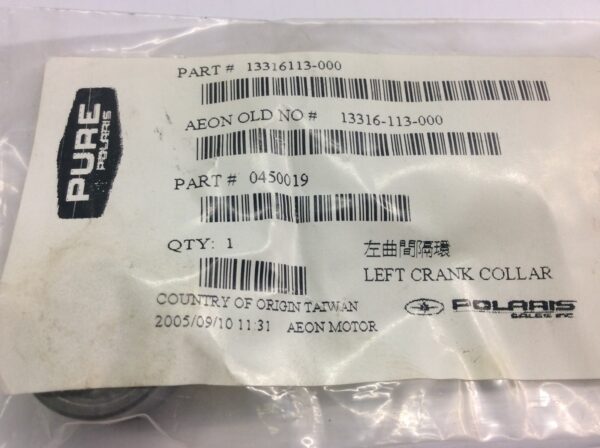 PURE
POLARIS
PART # 13316113-000
AEON OLD NO # 13316-113-000
PART # 0450019
QTY: 1
左曲間隔環
LEFT CRANK COLLAR
COUNTRY OF ORIGIN TAIWAN
POLARIS
SALES INC.
2005/09/10 11:31 AEON MOTOR